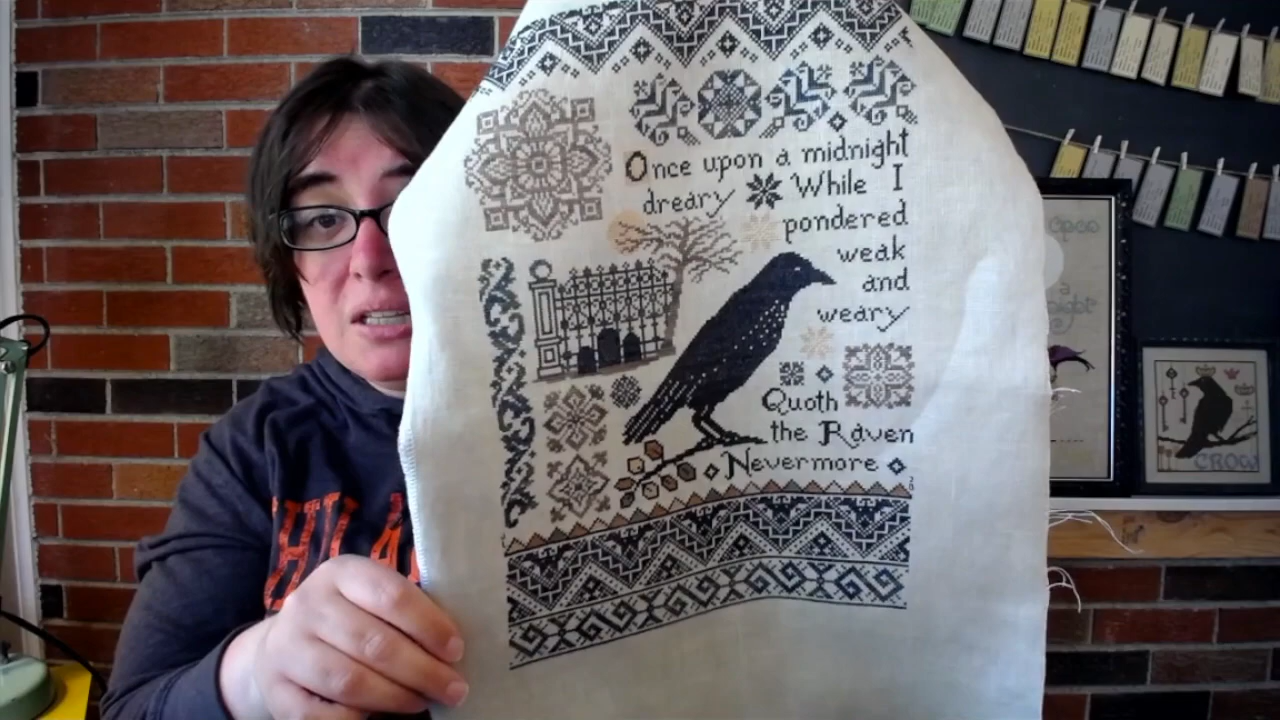 Once upon a midnight
dreary While I
pondered
weak
and
weary
Quoth
the Raven
Nevermore
CROW